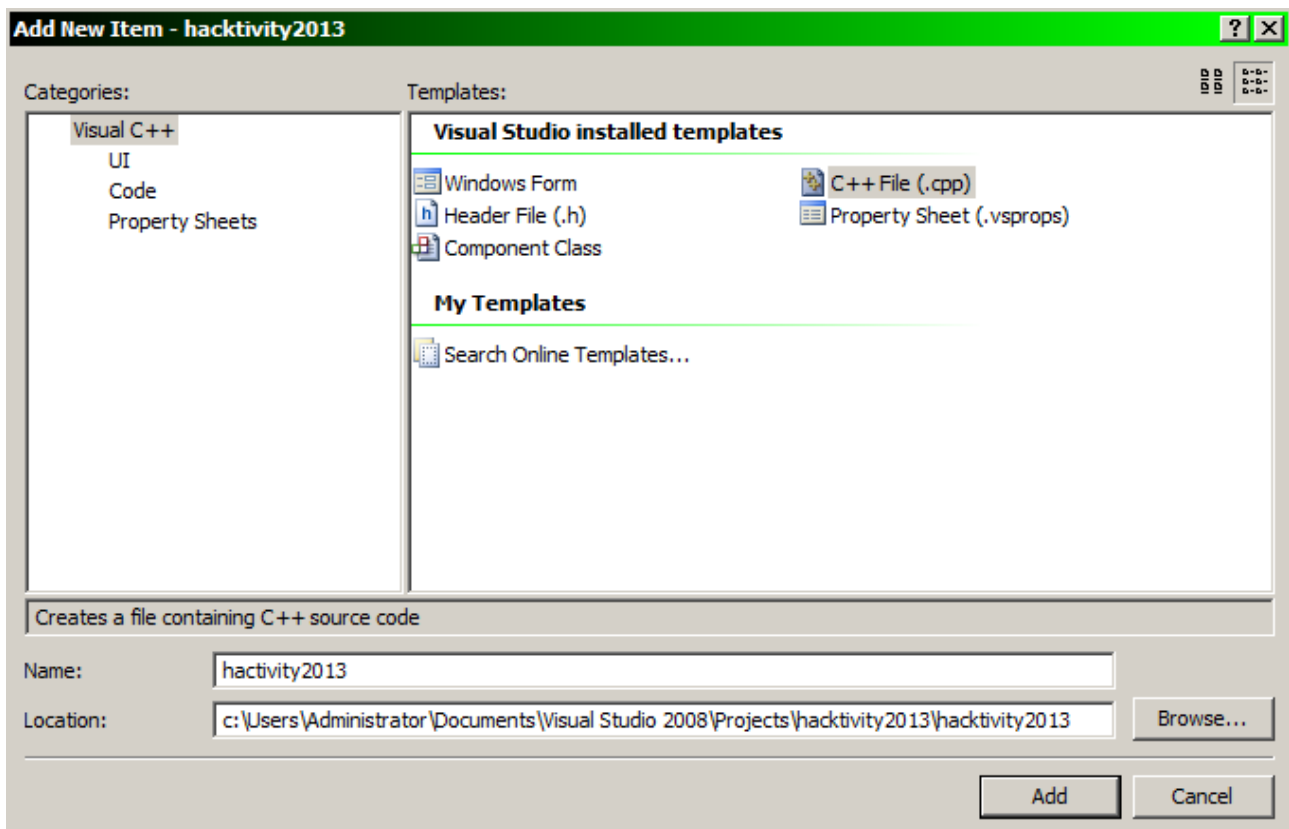 Add New Item - hacktivity2013
Categories:
Templates:
Visual C++
UI
Code
Property Sheets
Visual Studio installed templates
Windows Form
C++ File (.cpp)
Header File (.h)
Property Sheet (.vsprops)
Component Class
My Templates
Search Online Templates...
Creates a file containing C++ source code
Name:
hactivity2013
Location:
c:\Users\Administrator\Documents\Visual Studio 2008\Projects\hacktivity2013\hacktivity2013
Browse...
Add
Cancel